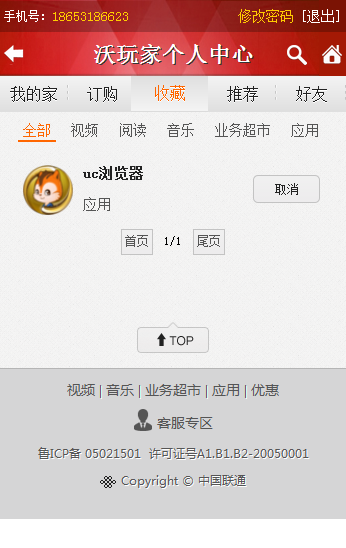 手机号：18653186623 修改密码 [退出]
沃玩家个人中心
我的家 订购 收藏 推荐 好友
全部 视频 阅读 音乐 业务超市 应用
uc浏览器
应用
取消
首页 1/1 尾页
TOP
视频 | 音乐 | 业务超市 | 应用 | 优惠
客服专区
鲁ICP备 05021501 许可证号A1.B1.B2-20050001
Copyright © 中国联通